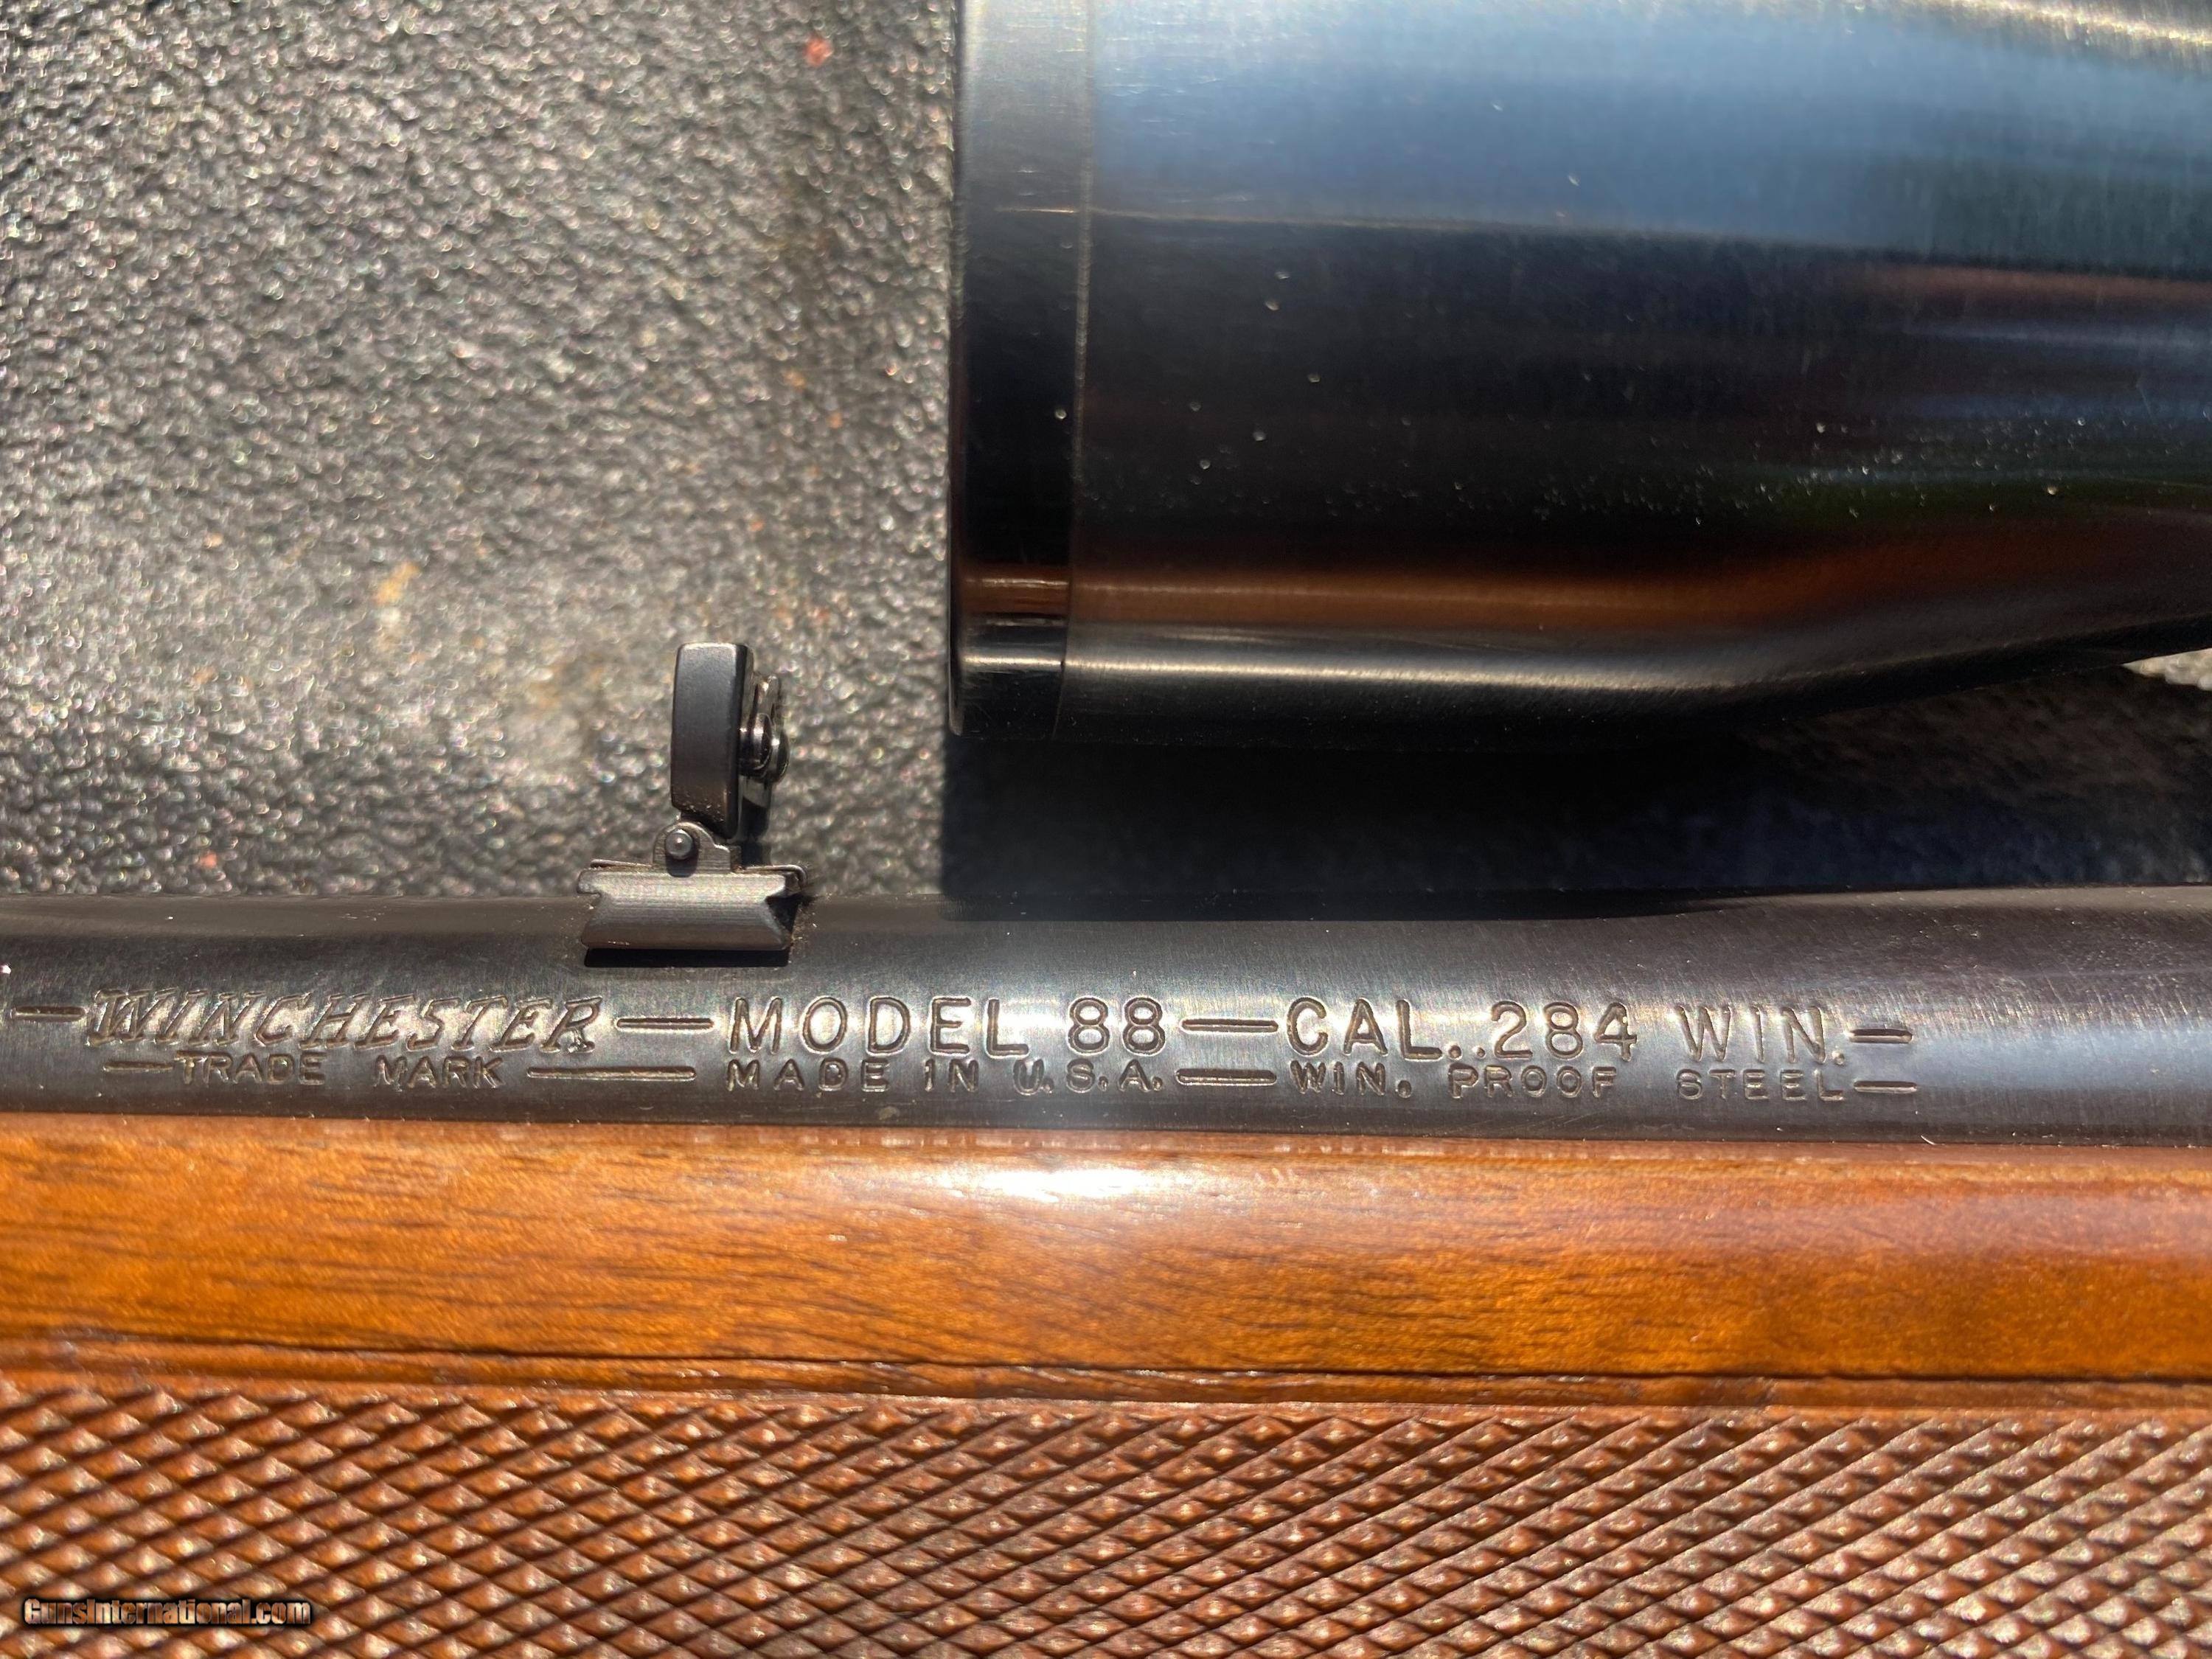 —WINCHESTER—MODEL 88—CAL..284 WIN.—
—TRADE MARK—MADE IN U.S.A.—WIN. PROOF STEEL—
GunsInternational.com